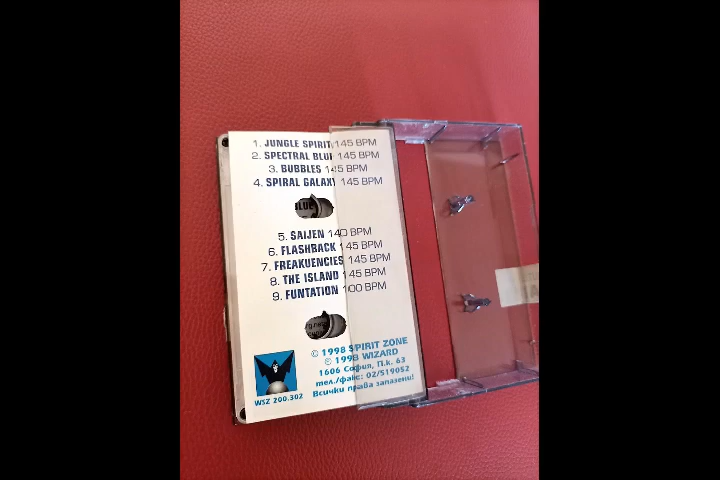 1. JUNGLE SPIRIT 145 BPM
2. SPECTRAL BLUE 145 BPM
3. BUBBLES 145 BPM
4. SPIRAL GALAXY 145 BPM
BLUE
5. SAIJEN 140 BPM
6. FLASHBACK 145 BPM
7. FREAKUENCIES 145 BPM
8. THE ISLAND 145 BPM
9. FUNTATION 100 BPM
© 1998 SPIRIT ZONE
© 1998 WIZARD
1606 София, П.к. 63
тел./факс: 02/519052
Всички права запазени!
WSZ 200.302